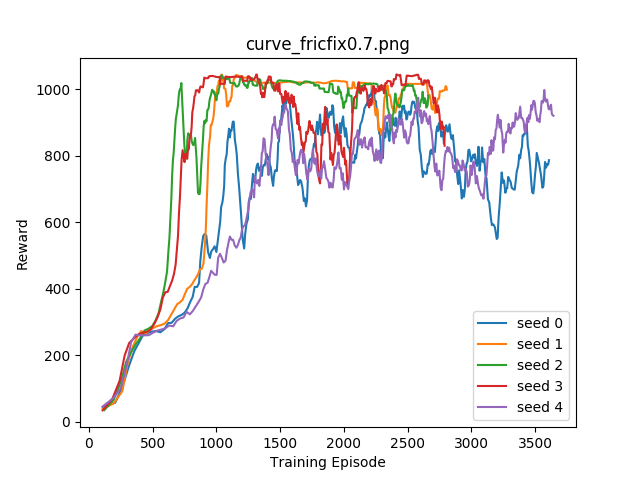 curve_fricfix0.7.png
Reward
1000
800
600
400
200
0
0 500 1000 1500 2000 2500 3000 3500
Training Episode
seed 0
seed 1
seed 2
seed 3
seed 4